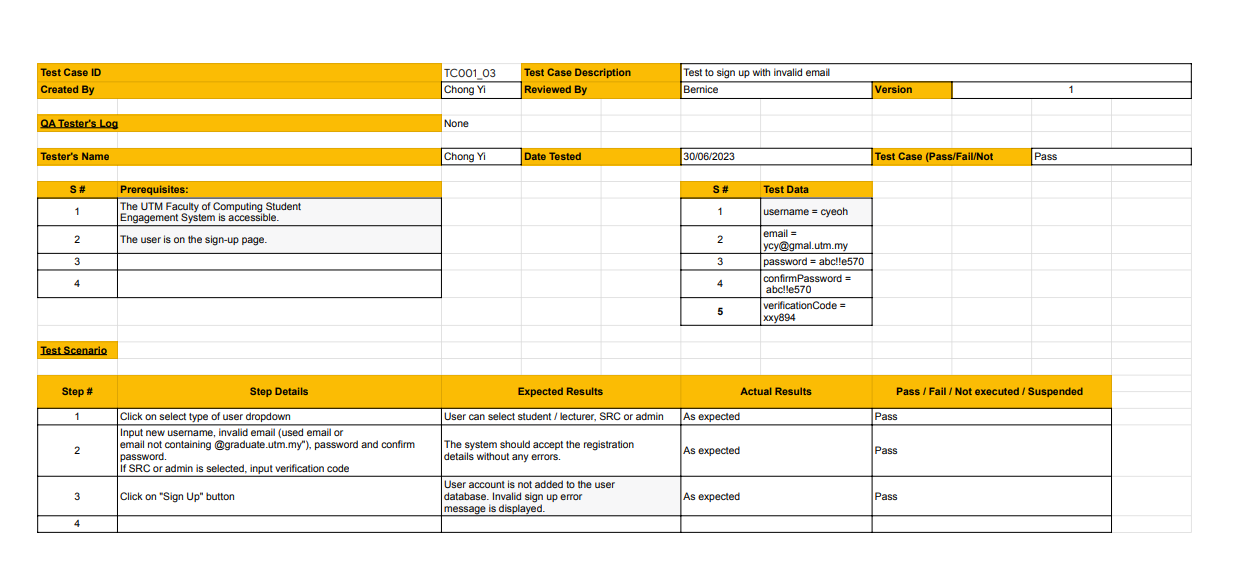 Test Case ID TC001_03 Test Case Description Test to sign up with invalid email
Created By Chong Yi Reviewed By Bernice Version 1
QA Tester's Log None
Tester's Name Chong Yi Date Tested 30/06/2023 Test Case (Pass/Fail/Not Pass
S # Prerequisites: S # Test Data
1 The UTM Faculty of Computing Student
Engagement System is accessible.
1 username = cyeoh
2 The user is on the sign-up page.
2 email =
ycy@gmal.utm.my
3
3 password = abc!!e570
4
4 confirmPassword =
abc!!e570
5 verificationCode =
xxy894
Test Scenario
Step # Step Details Expected Results Actual Results Pass / Fail / Not executed / Suspended
1 Click on select type of user dropdown User can select student / lecturer, SRC or admin As expected Pass
2 Input new username, invalid email (used email or
email not containing @graduate.utm.my"), password and confirm
password.
If SRC or admin is selected, input verification code
The system should accept the registration
details without any errors.
As expected Pass
3 Click on "Sign Up" button
User account is not added to the user
database. Invalid sign up error
message is displayed.
As expected Pass
4